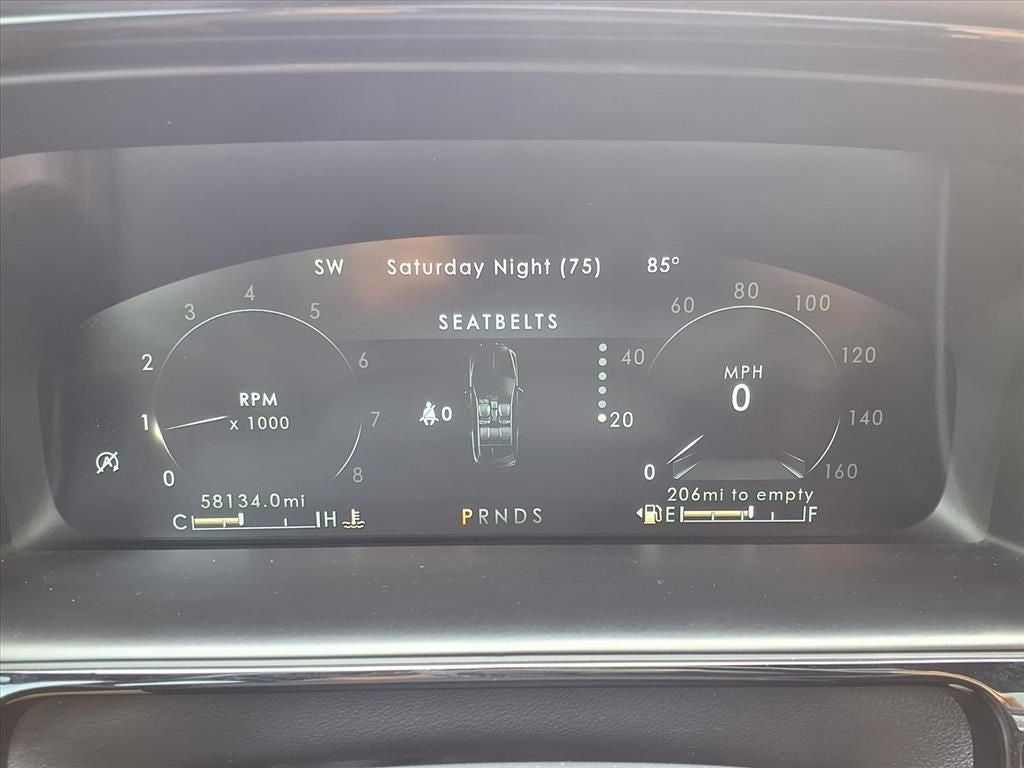 SW Saturday Night (75) 85°
SEATBELTS
0 1 2 3 4 5 6 7 8
RPM
x 1000
0
0 20 40 60 80 100 120 140 160
MPH
0
58134.0mi
C H
PRNDS
206mi to empty
E F